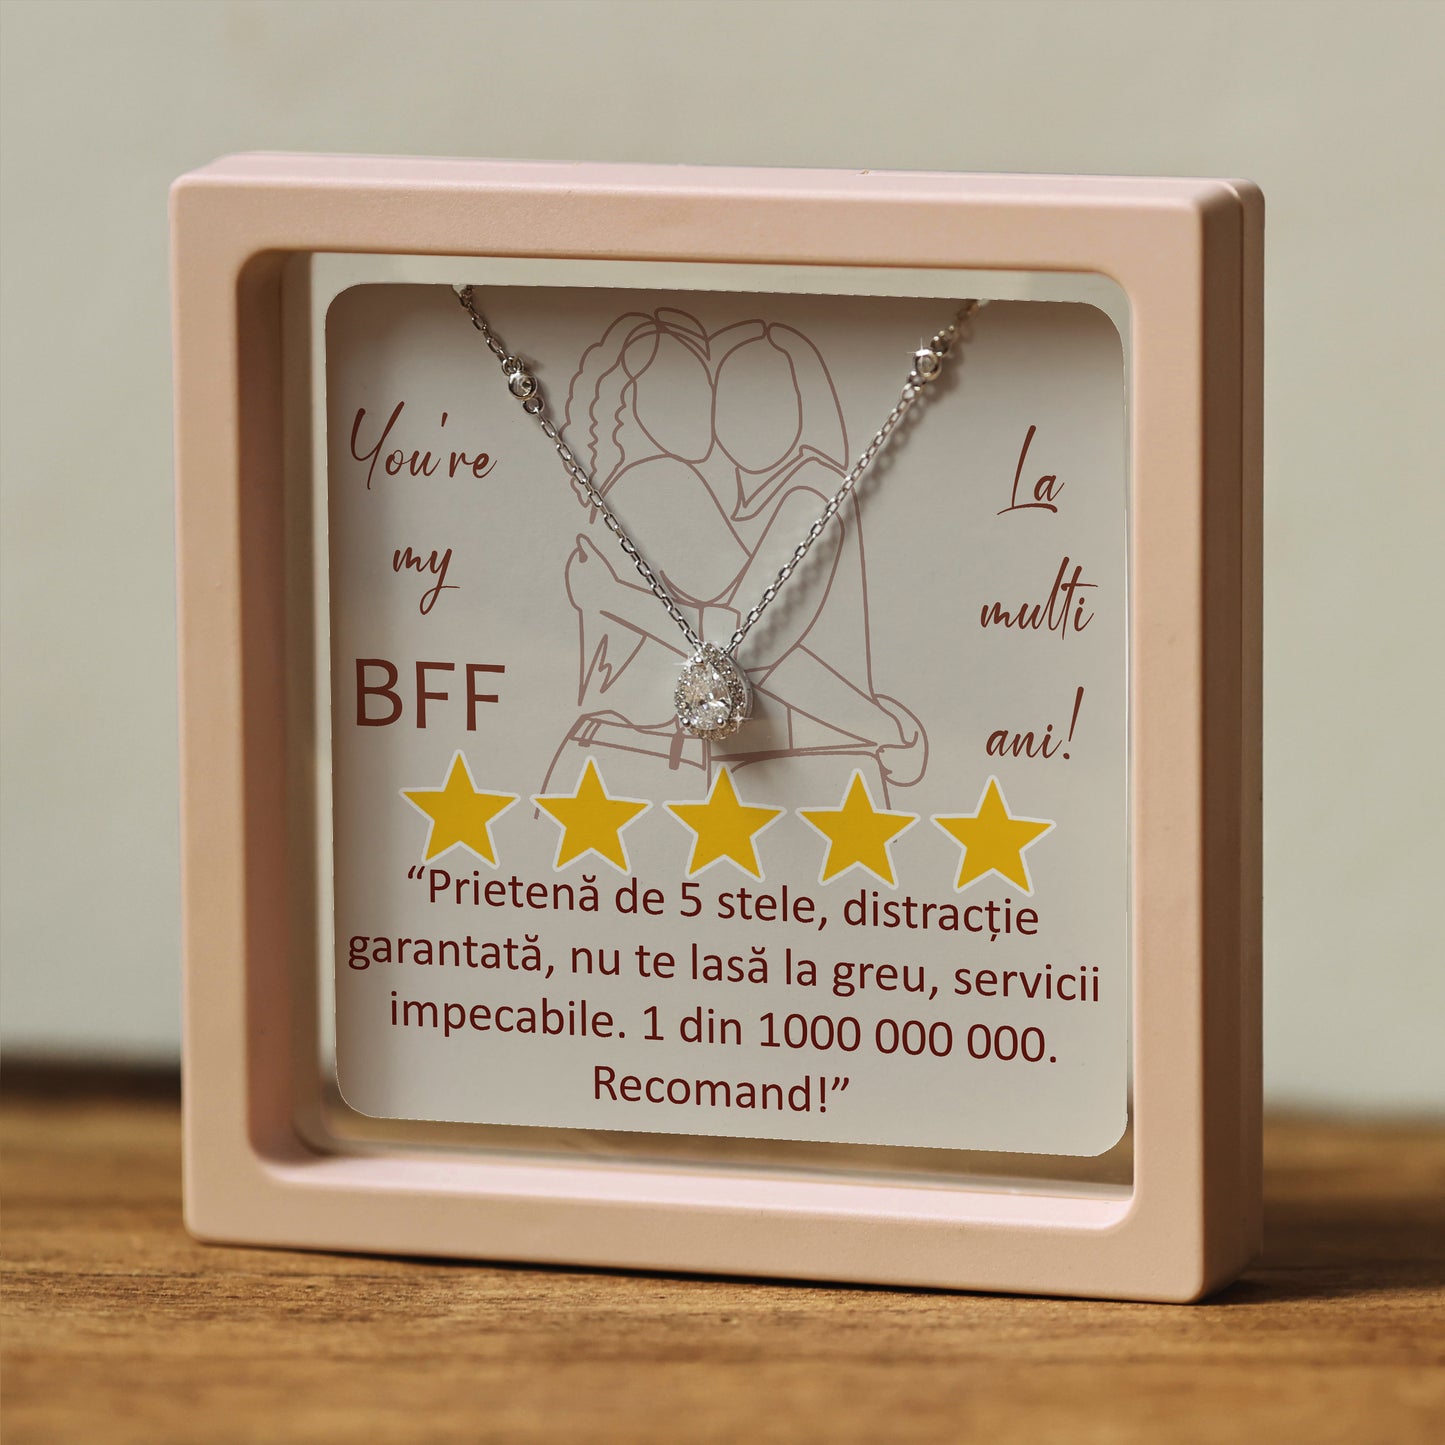 You're
my
BFF
La
multi
ani!
“Prietenă de 5 stele, distracție
garantată, nu te lasă la greu, servicii
impecabile. 1 din 1000 000 000.
Recomand!”